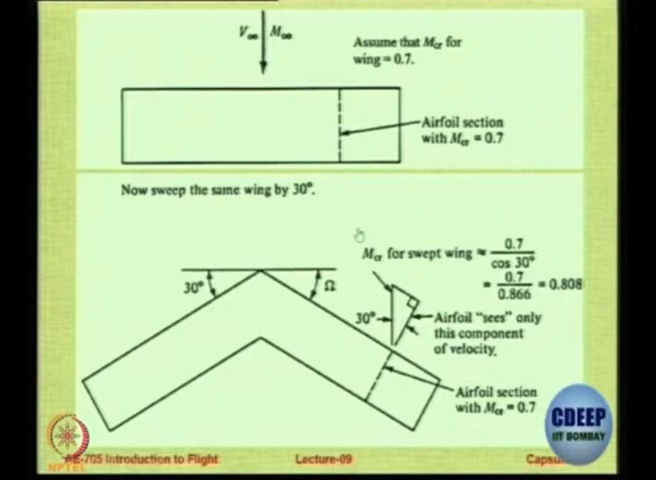 V∞ M∞
Assume that Mcr for
wing = 0.7.
Airfoil section
with Mcr = 0.7
Now sweep the same wing by 30°.
Mcr for swept wing ≈ 0.7 / cos 30°
= 0.7 / 0.866 = 0.808
30°
Ω
30°
Airfoil "sees" only
this component
of velocity.
Airfoil section
with Mcr = 0.7
CDEEP
IIT BOMBAY
NPTEL
AE-705 Introduction to Flight
Lecture-09